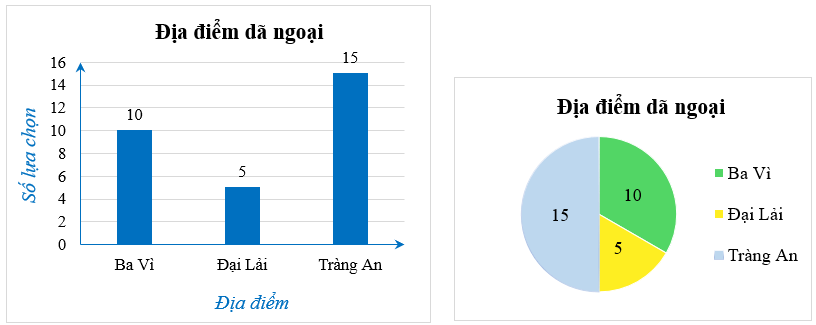 Địa điểm dã ngoại
Số lựa chọn
16
14
12
10
8
6
4
2
0
10
5
15
Ba Vì
Đại Lải
Tràng An
Địa điểm
Địa điểm dã ngoại
15
10
5
Ba Vì
Đại Lải
Tràng An